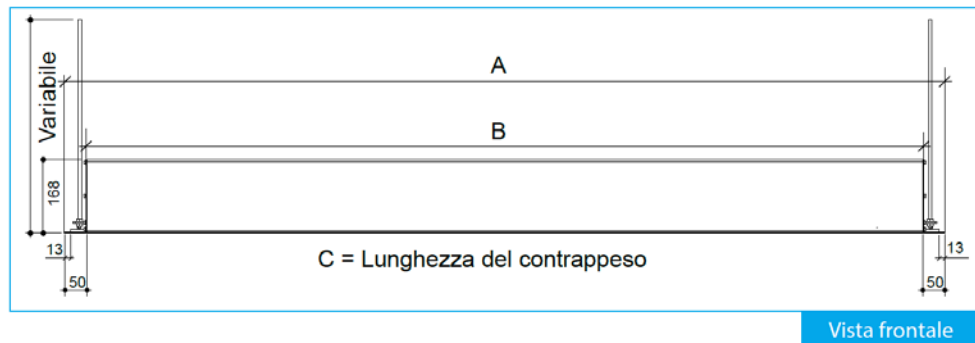 A
Variabile
B
168
13
C = Lunghezza del contrappeso
13
50
50
Vista frontale